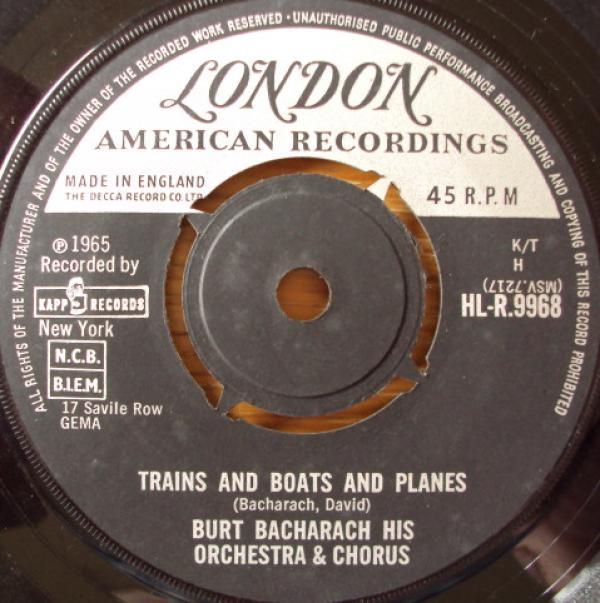 ALL RIGHTS OF THE MANUFACTURER AND OF THE OWNER OF THE RECORDED WORK RESERVED · UNAUTHORISED PUBLIC PERFORMANCE BROADCASTING AND COPYING OF THIS RECORD PROHIBITED
LONDON
AMERICAN RECORDINGS
MADE IN ENGLAND
THE DECCA RECORD CO. LTD
45 R.P.M
℗ 1965
Recorded by
KAPP RECORDS
New York
N.C.B.
B.I.E.M.
17 Savile Row
GEMA
K/T
H
(MSV.7217)
HL-R.9968
TRAINS AND BOATS AND PLANES
(Bacharach, David)
BURT BACHARACH HIS
ORCHESTRA & CHORUS